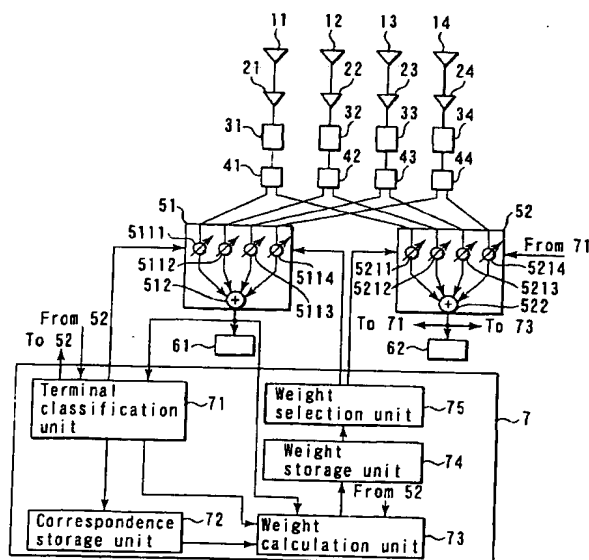 11 12 13 14
21 22 23 24
31 32 33 34
41 42 43 44
51 52
5111 From 71
5112 5114 5211 5214
5113 5212 5213
512 522
From 52 To 71 To 73
To 52 61 62
Terminal classification unit 71
Weight selection unit 75 7
Weight storage unit 74
From 52
72
Correspondence storage unit
Weight calculation unit 73